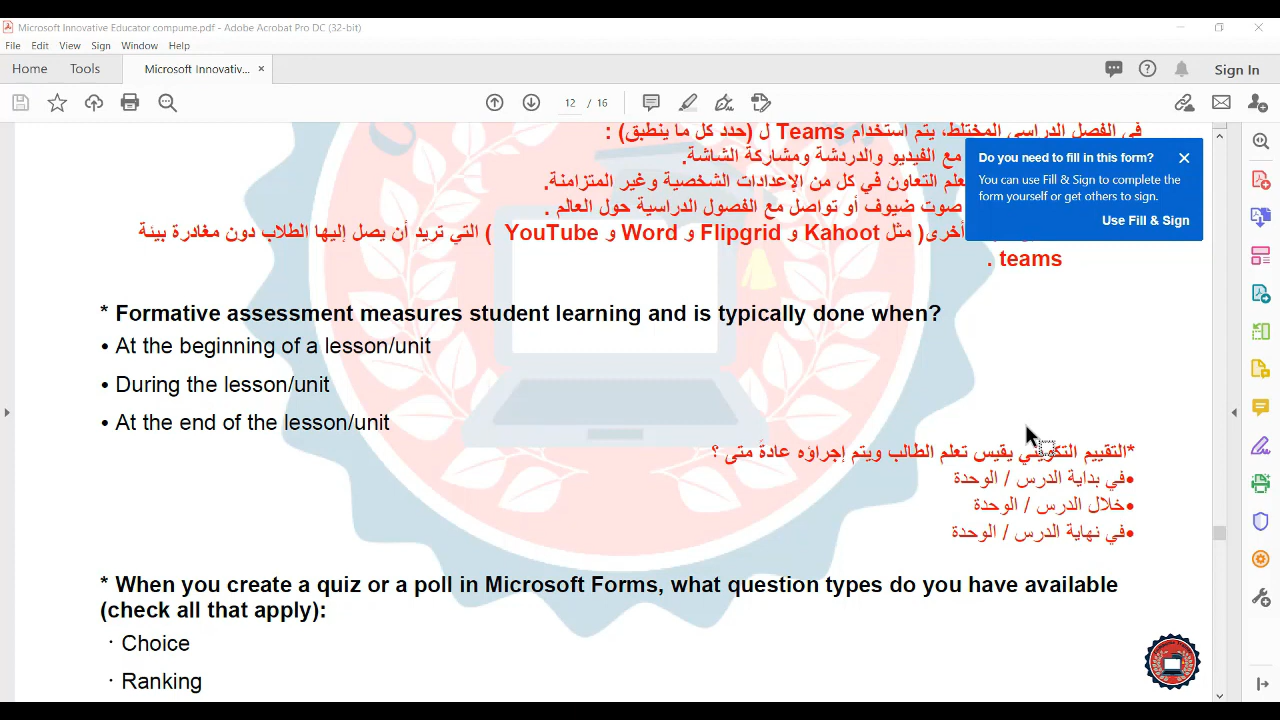 Microsoft Innovative Educator compume.pdf - Adobe Acrobat Pro DC (32-bit)
File Edit View Sign Window Help
Home Tools Microsoft Innovativ... × Sign In
12 / 16
في الفصل الدراسي المختلط، يتم استخدام Teams ل (حدد كل ما ينطبق) :
مع الفيديو والدردشة ومشاركة الشاشة.
التعاون في كل من الإعدادات الشخصية وغير المتزامنة.
صوت ضيوف أو تواصل مع الفصول الدراسية حول العالم .
أخرى( مثل Kahoot و Flipgrid و Word و YouTube ) التي تريد أن يصل إليها الطلاب دون مغادرة بيئة
teams .
Do you need to fill in this form?
You can use Fill & Sign to complete the
form yourself or get others to sign.
Use Fill & Sign
* Formative assessment measures student learning and is typically done when?
• At the beginning of a lesson/unit
• During the lesson/unit
• At the end of the lesson/unit
*التقييم التكويني يقيس تعلم الطالب ويتم إجراؤه عادةً متى ؟
•في بداية الدرس / الوحدة
•خلال الدرس / الوحدة
•في نهاية الدرس / الوحدة
* When you create a quiz or a poll in Microsoft Forms, what question types do you have available
(check all that apply):
· Choice
· Ranking